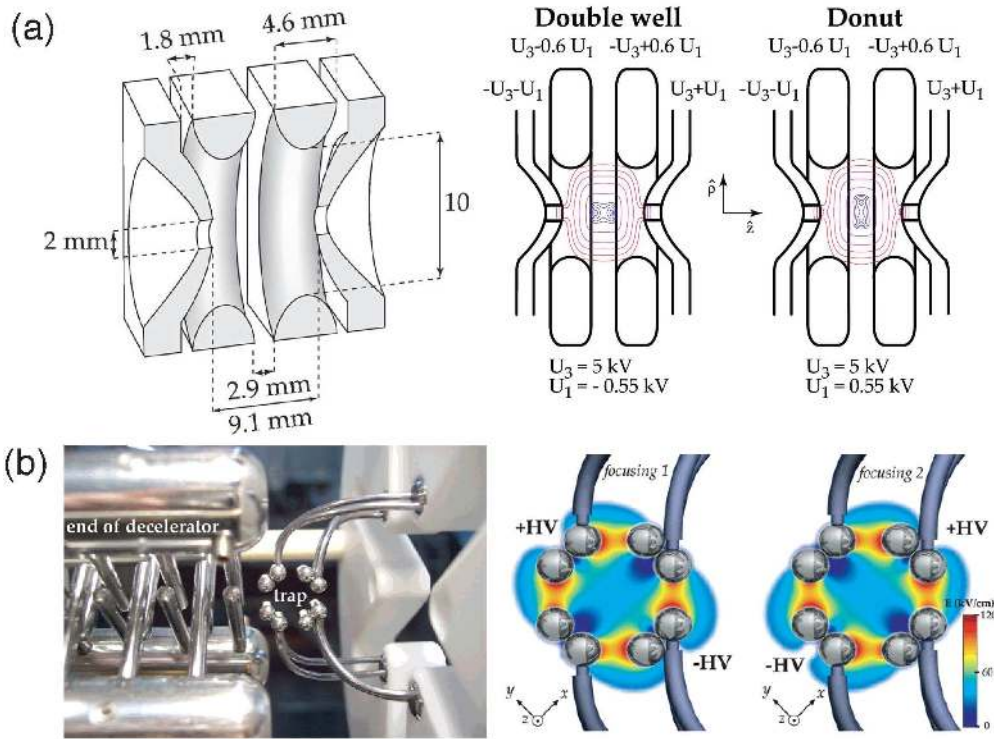 (a)
1.8 mm
4.6 mm
2 mm
10
2.9 mm
9.1 mm
Double well
U3-0.6 U1 -U3+0.6 U1
-U3-U1 U3+U1
ρ̂
ẑ
U3 = 5 kV
U1 = - 0.55 kV
Donut
U3-0.6 U1 -U3+0.6 U1
-U3-U1 U3+U1
U3 = 5 kV
U1 = 0.55 kV
(b)
end of decelerator
trap
focusing 1
+HV
-HV
y x
z
focusing 2
+HV
-HV
E (kV/cm)
120
60
0
y x
z